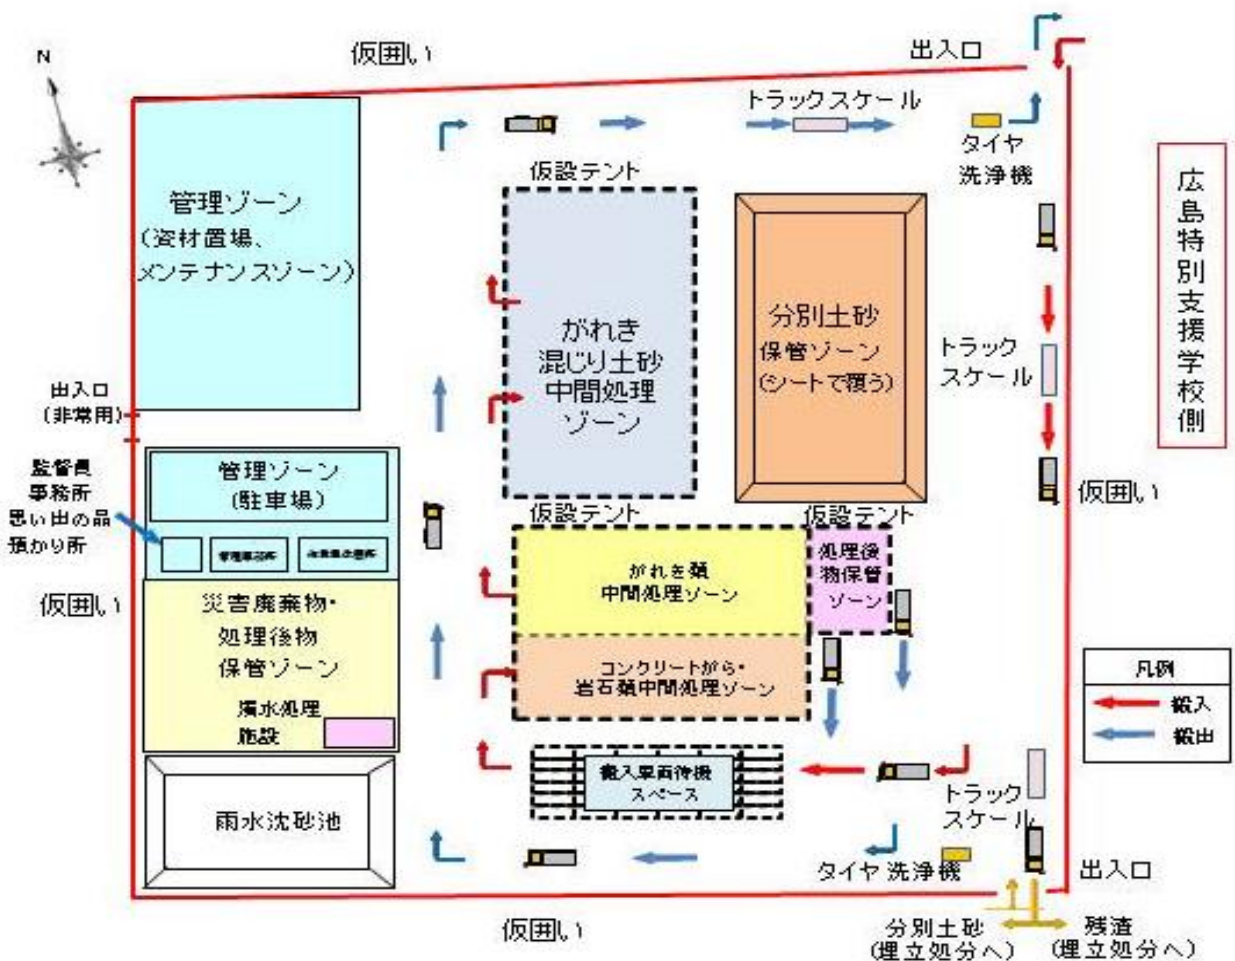 仮囲い
出入口
N
トラックスケール
タイヤ
洗浄機
仮設テント
管理ゾーン
(資材置場、
メンテナンスゾーン)
広島特別支援学校側
がれき
混じり土砂
中間処理
ゾーン
分別土砂
保管ゾーン
(シートで覆う)
トラック
スケール
出入口
(非常用)
管理ゾーン
(駐車場)
監督員
事務所
思い出の品
預かり所
仮囲い
仮設テント
仮設テント
がれき類
中間処理ゾーン
処理後
物保管
ゾーン
仮囲い
災害廃棄物・
処理後物
保管ゾーン
コンクリートがら・
岩石類中間処理ゾーン
凡例
搬入
搬出
濁水処理
施設
搬入車両待機
スペース
トラック
スケール
雨水沈砂池
タイヤ洗浄機
出入口
仮囲い
分別土砂
(埋立処分へ)
残渣
(埋立処分へ)